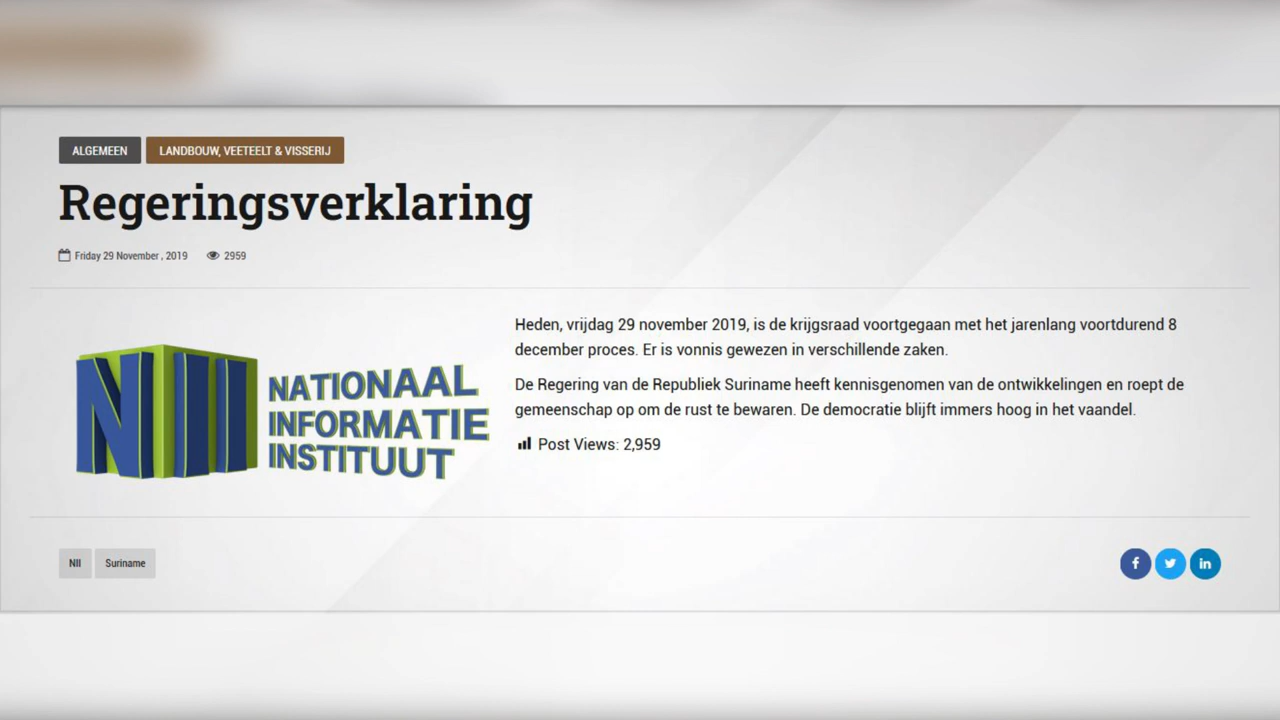 ALGEMEEN LANDBOUW, VEETEELT & VISSERIJ
Regeringsverklaring
Friday 29 November , 2019 2959
NII NATIONAAL
INFORMATIE
INSTITUUT
Heden, vrijdag 29 november 2019, is de krijgsraad voortgegaan met het jarenlang voortdurend 8
december proces. Er is vonnis gewezen in verschillende zaken.
De Regering van de Republiek Suriname heeft kennisgenomen van de ontwikkelingen en roept de
gemeenschap op om de rust te bewaren. De democratie blijft immers hoog in het vaandel.
Post Views: 2,959
NII Suriname
f in